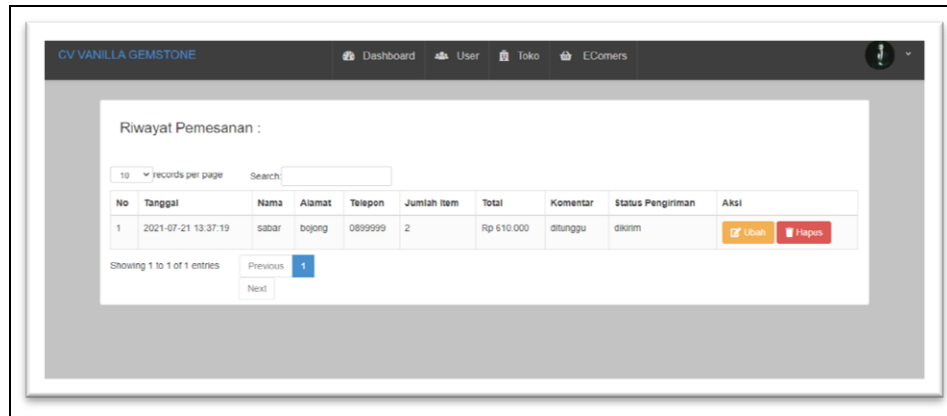 CV VANILLA GEMSTONE Dashboard User Toko EComers
Riwayat Pemesanan :
10 records per page Search:
No Tanggal Nama Alamat Telepon Jumlah Item Total Komentar Status Pengiriman Aksi
1 2021-07-21 13:37:19 sabar bojong 0899999 2 Rp 610.000 ditunggu dikirim Ubah Hapus
Showing 1 to 1 of 1 entries Previous 1
Next